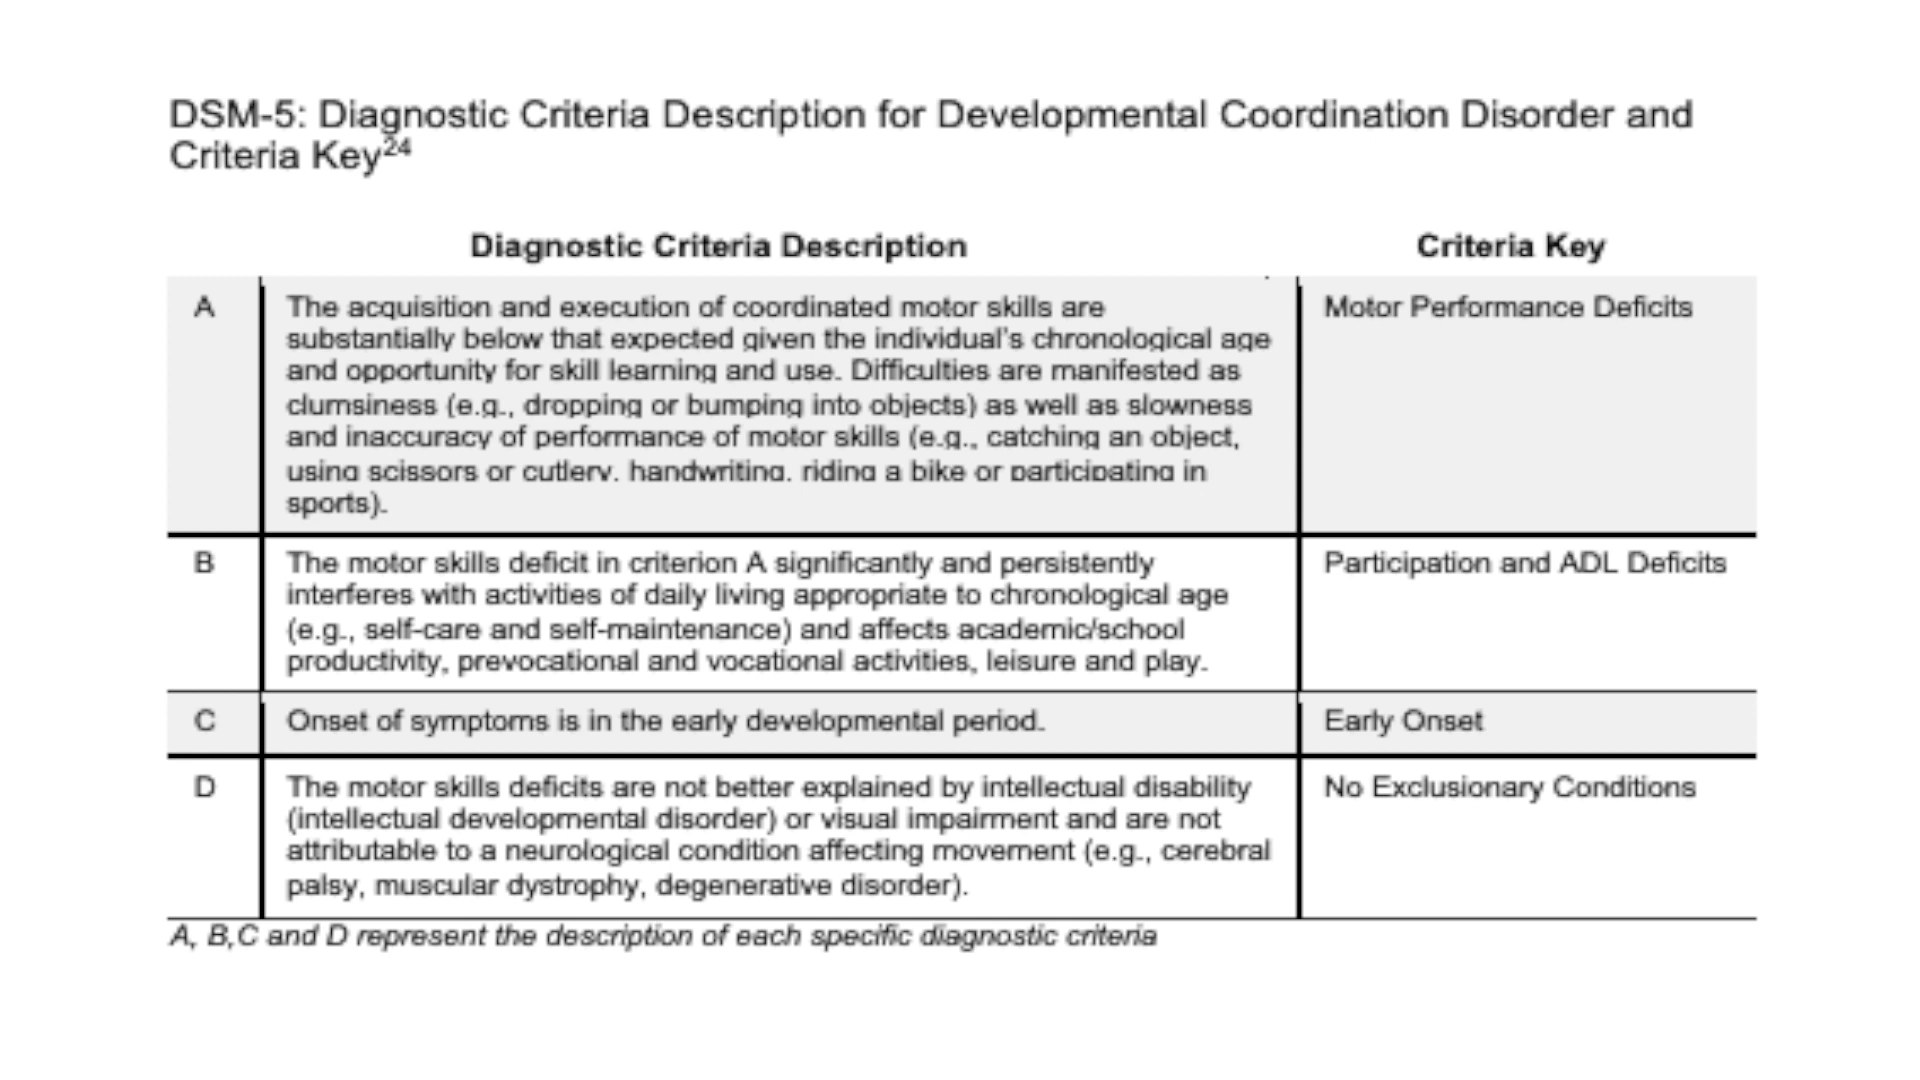 DSM-5: Diagnostic Criteria Description for Developmental Coordination Disorder and
Criteria Key24
Diagnostic Criteria Description
Criteria Key
A
The acquisition and execution of coordinated motor skills are
substantially below that expected given the individual's chronological age
and opportunity for skill learning and use. Difficulties are manifested as
clumsiness (e.g., dropping or bumping into objects) as well as slowness
and inaccuracy of performance of motor skills (e.g., catching an object,
using scissors or cutlery, handwriting, riding a bike or participating in
sports).
Motor Performance Deficits
B
The motor skills deficit in criterion A significantly and persistently
interferes with activities of daily living appropriate to chronological age
(e.g., self-care and self-maintenance) and affects academic/school
productivity, prevocational and vocational activities, leisure and play.
Participation and ADL Deficits
C
Onset of symptoms is in the early developmental period.
Early Onset
D
The motor skills deficits are not better explained by intellectual disability
(intellectual developmental disorder) or visual impairment and are not
attributable to a neurological condition affecting movement (e.g., cerebral
palsy, muscular dystrophy, degenerative disorder).
No Exclusionary Conditions
A, B,C and D represent the description of each specific diagnostic criteria